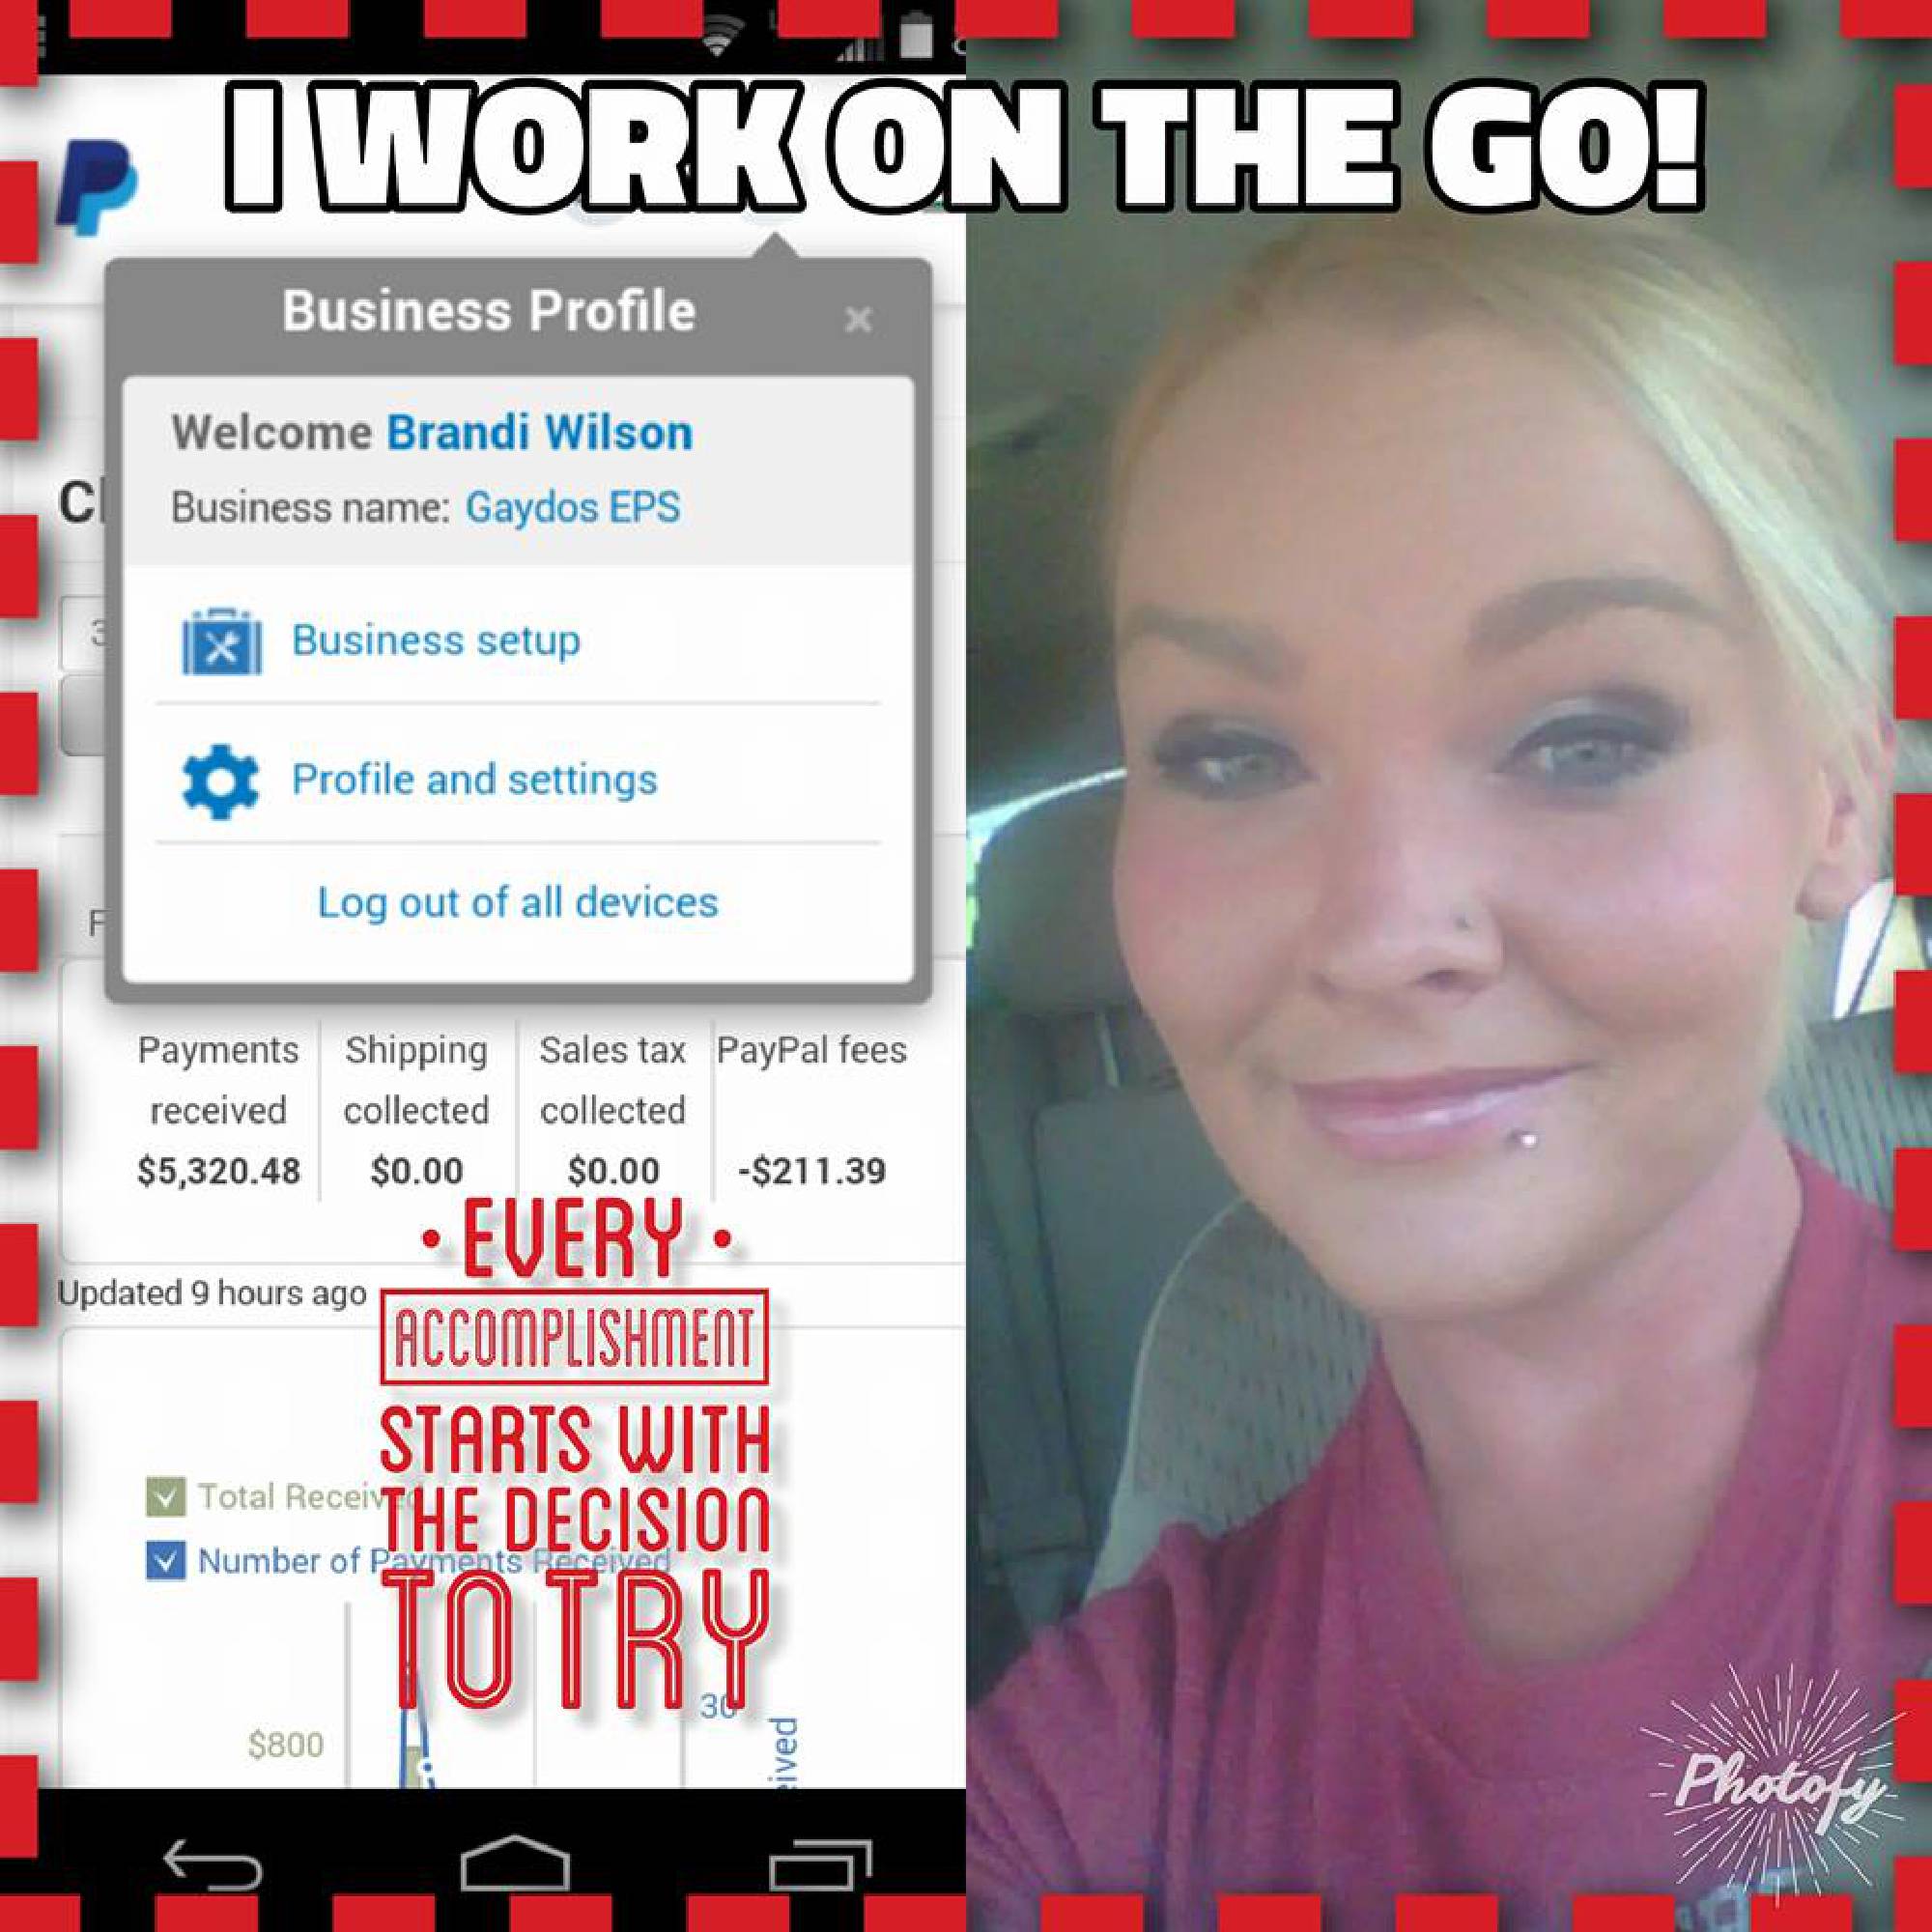 I WORK ON THE GO!
Business Profile
Welcome Brandi Wilson
Business name: Gaydos EPS
Business setup
Profile and settings
Log out of all devices
Payments received
$5,320.48
Shipping collected
$0.00
Sales tax collected
$0.00
PayPal fees
-$211.39
Updated 9 hours ago
• EVERY •
ACCOMPLISHMENT
STARTS WITH
THE DECISION
TO TRY
Total Received
Number of Payments Received
$800
30
Photofy